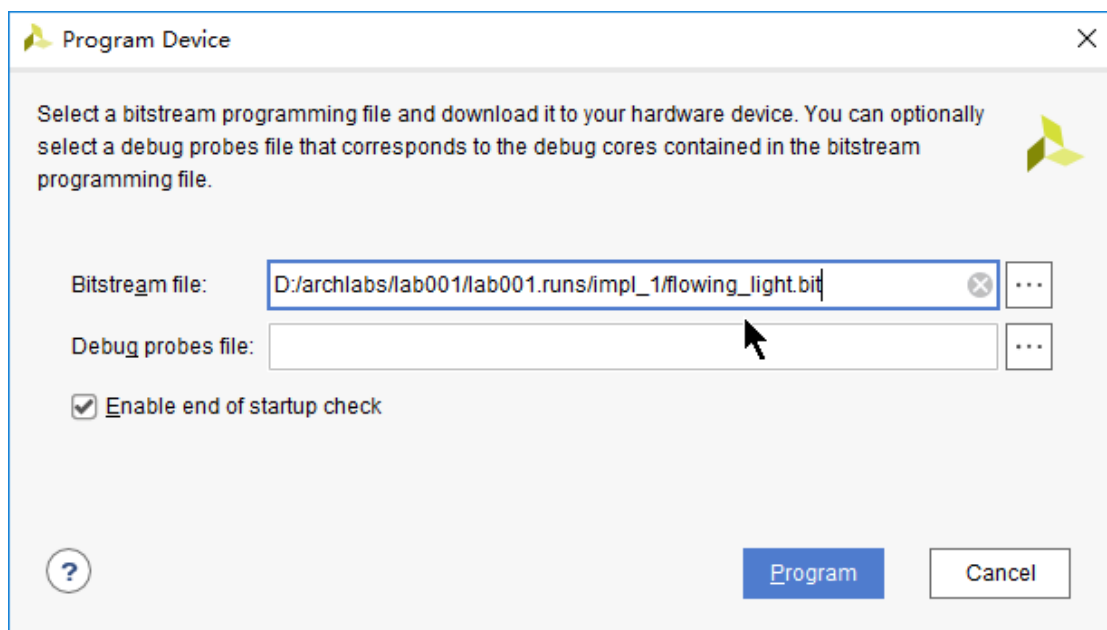 Program Device
Select a bitstream programming file and download it to your hardware device. You can optionally
select a debug probes file that corresponds to the debug cores contained in the bitstream
programming file.
Bitstream file: D:/archlabs/lab001/lab001.runs/impl_1/flowing_light.bit ...
Debug probes file: ...
Enable end of startup check
? Program Cancel